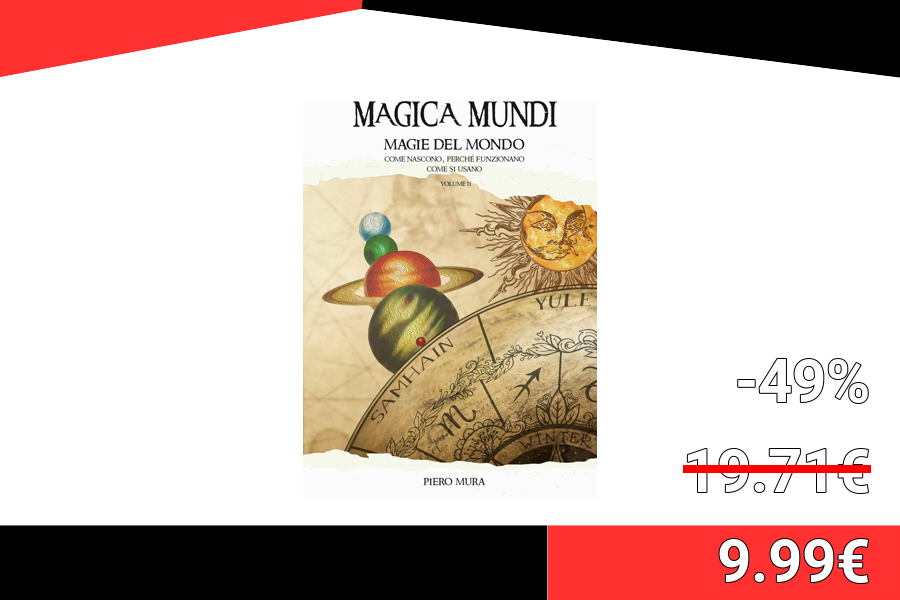 MAGICA MUNDI
MAGIE DEL MONDO
COME NASCONO, PERCHÉ FUNZIONANO
COME SI USANO
VOLUME II
YULE
SAMHAIN
WINTER
PIERO MURA
-49%
19.71€
9.99€